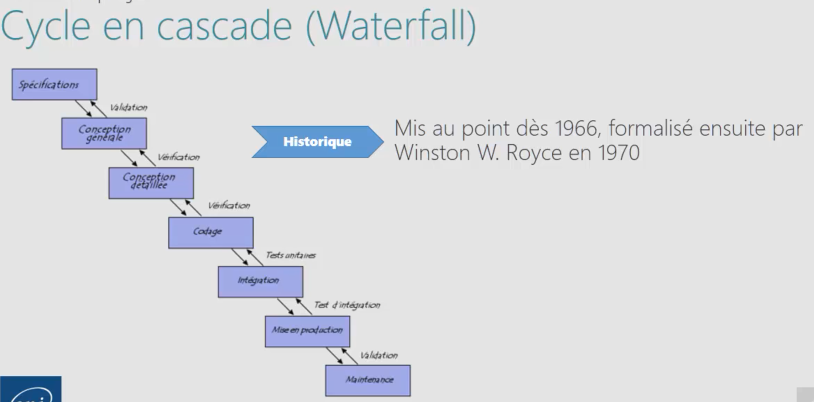 Cycle en cascade (Waterfall)
Spécifications
Validation
Conception
générale
Vérification
Conception
détaillée
Vérification
Codage
Tests unitaires
Intégration
Test d'intégration
Mise en production
Validation
Maintenance
Historique
Mis au point dès 1966, formalisé ensuite par
Winston W. Royce en 1970